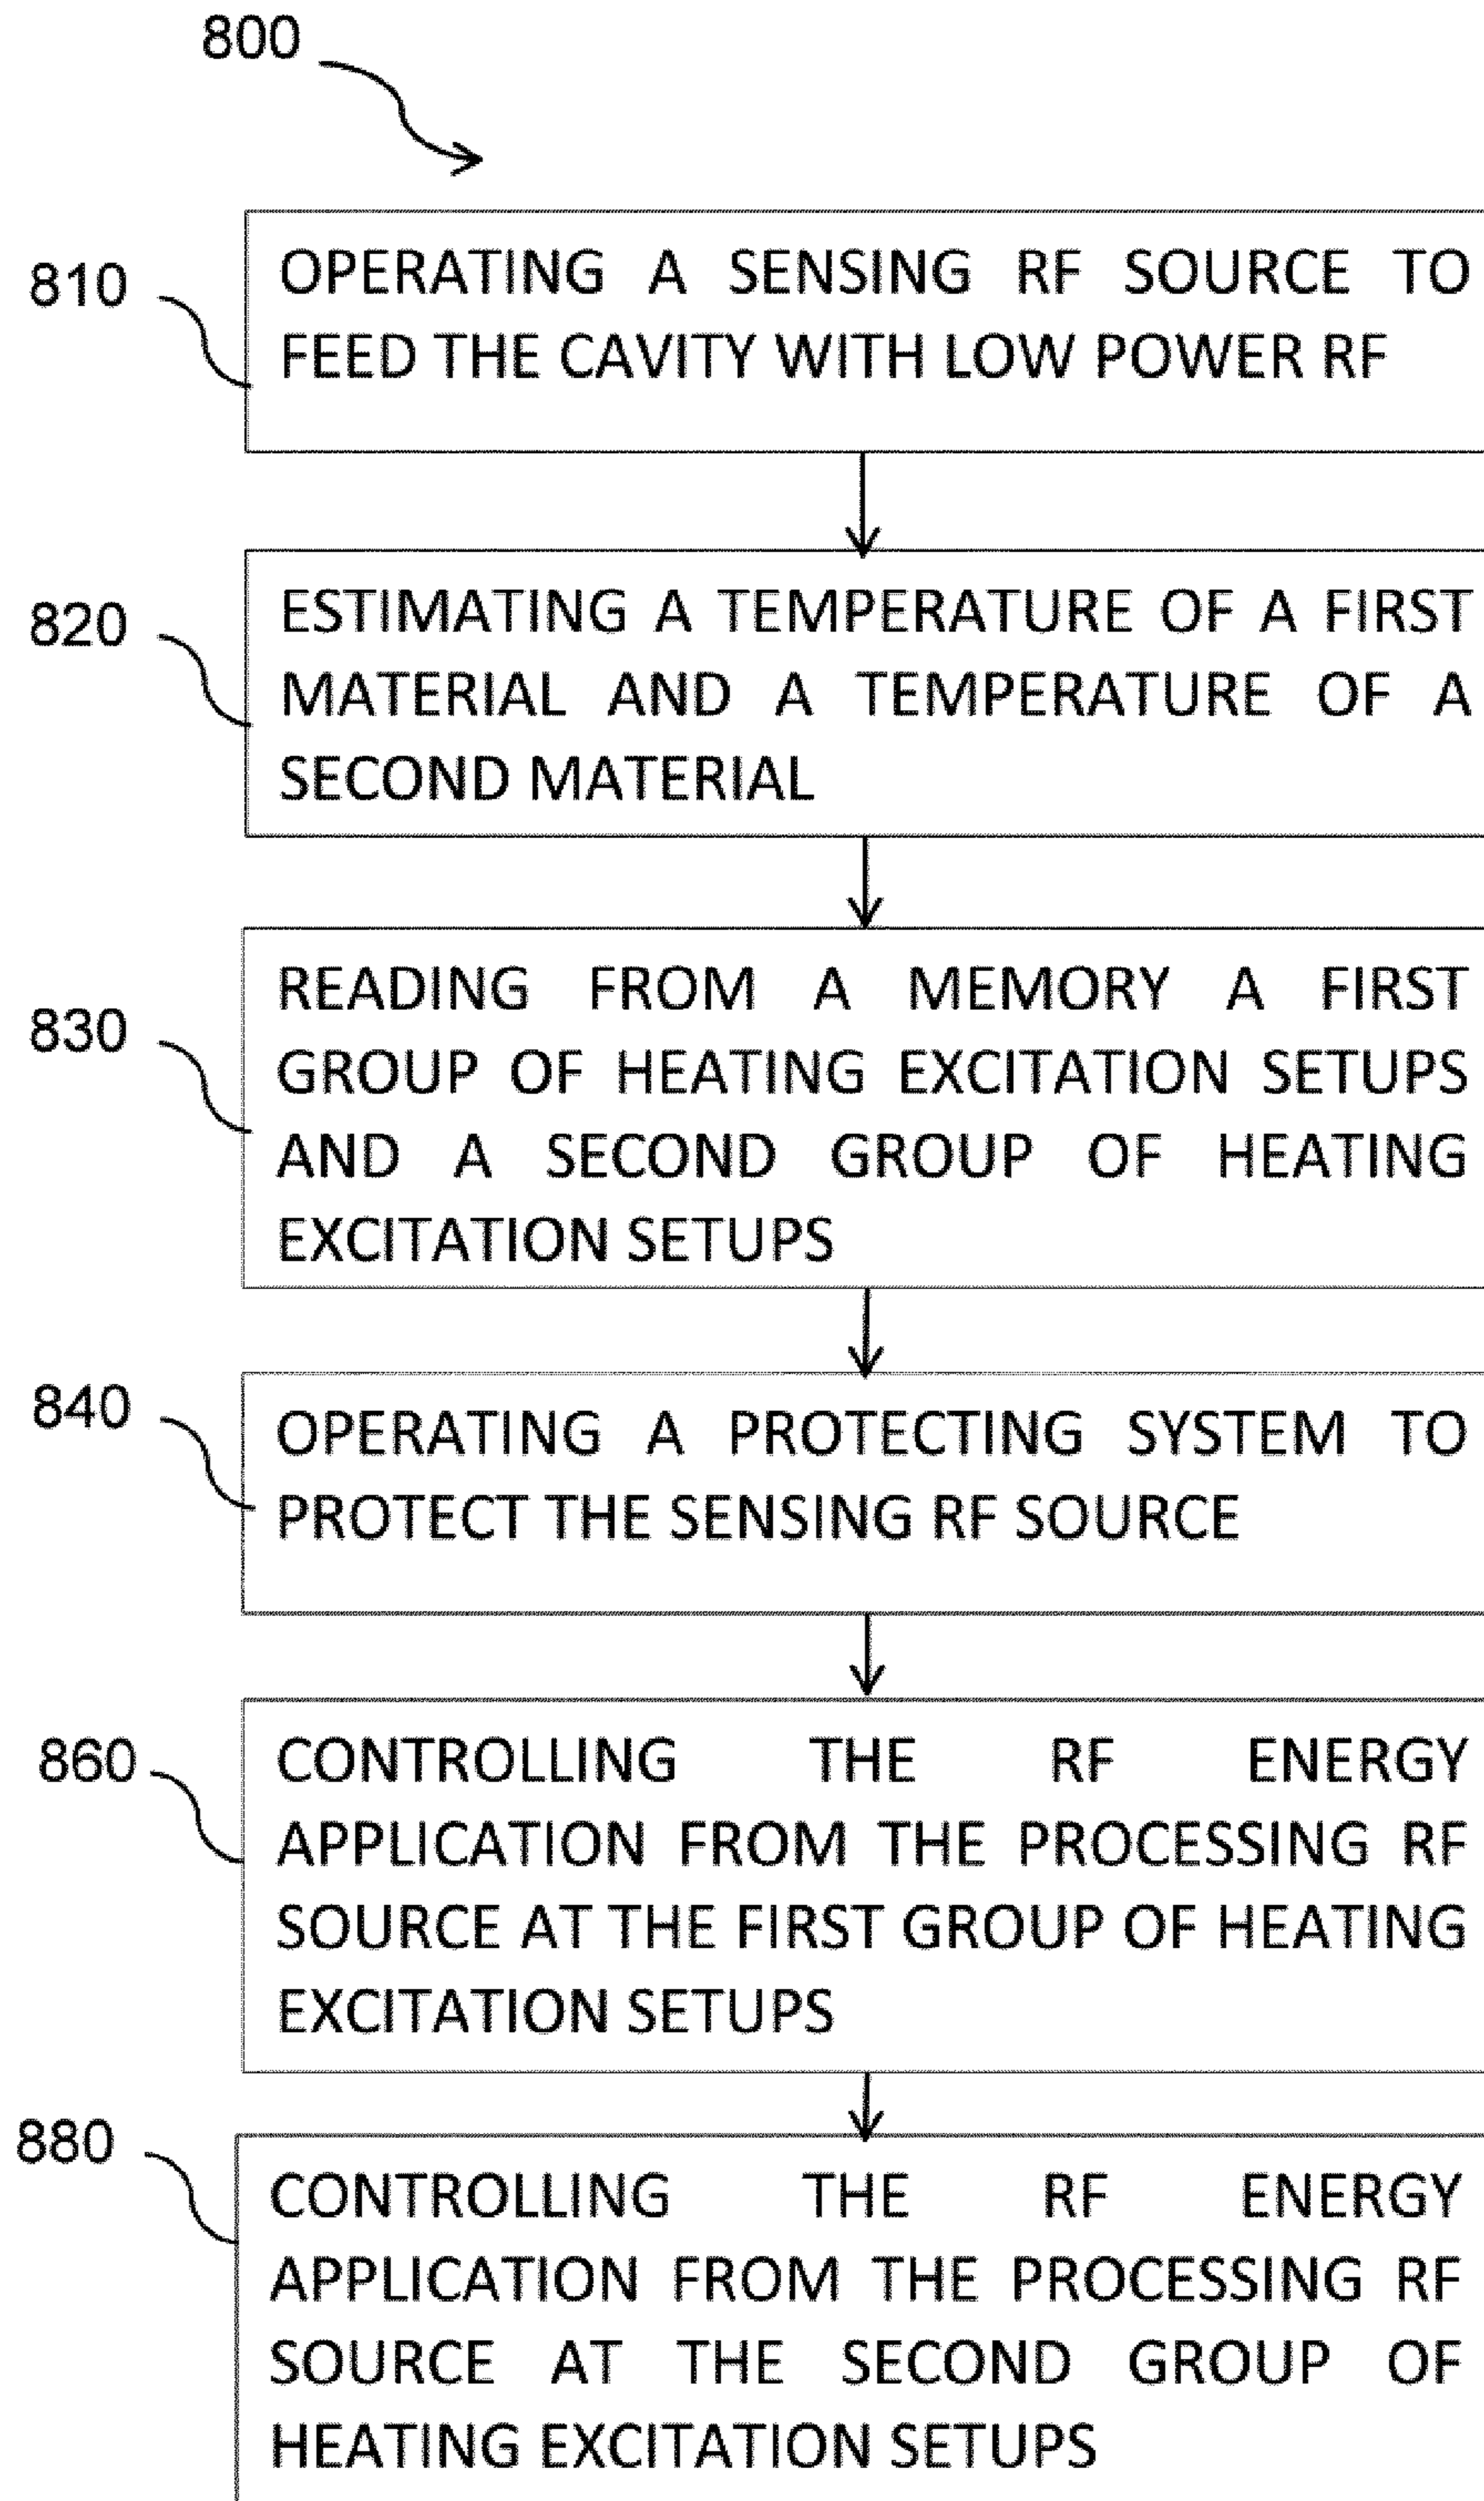 800
810
OPERATING A SENSING RF SOURCE TO
FEED THE CAVITY WITH LOW POWER RF
820
ESTIMATING A TEMPERATURE OF A FIRST
MATERIAL AND A TEMPERATURE OF A
SECOND MATERIAL
830
READING FROM A MEMORY A FIRST
GROUP OF HEATING EXCITATION SETUPS
AND A SECOND GROUP OF HEATING
EXCITATION SETUPS
840
OPERATING A PROTECTING SYSTEM TO
PROTECT THE SENSING RF SOURCE
860
CONTROLLING THE RF ENERGY
APPLICATION FROM THE PROCESSING RF
SOURCE AT THE FIRST GROUP OF HEATING
EXCITATION SETUPS
880
CONTROLLING THE RF ENERGY
APPLICATION FROM THE PROCESSING RF
SOURCE AT THE SECOND GROUP OF
HEATING EXCITATION SETUPS